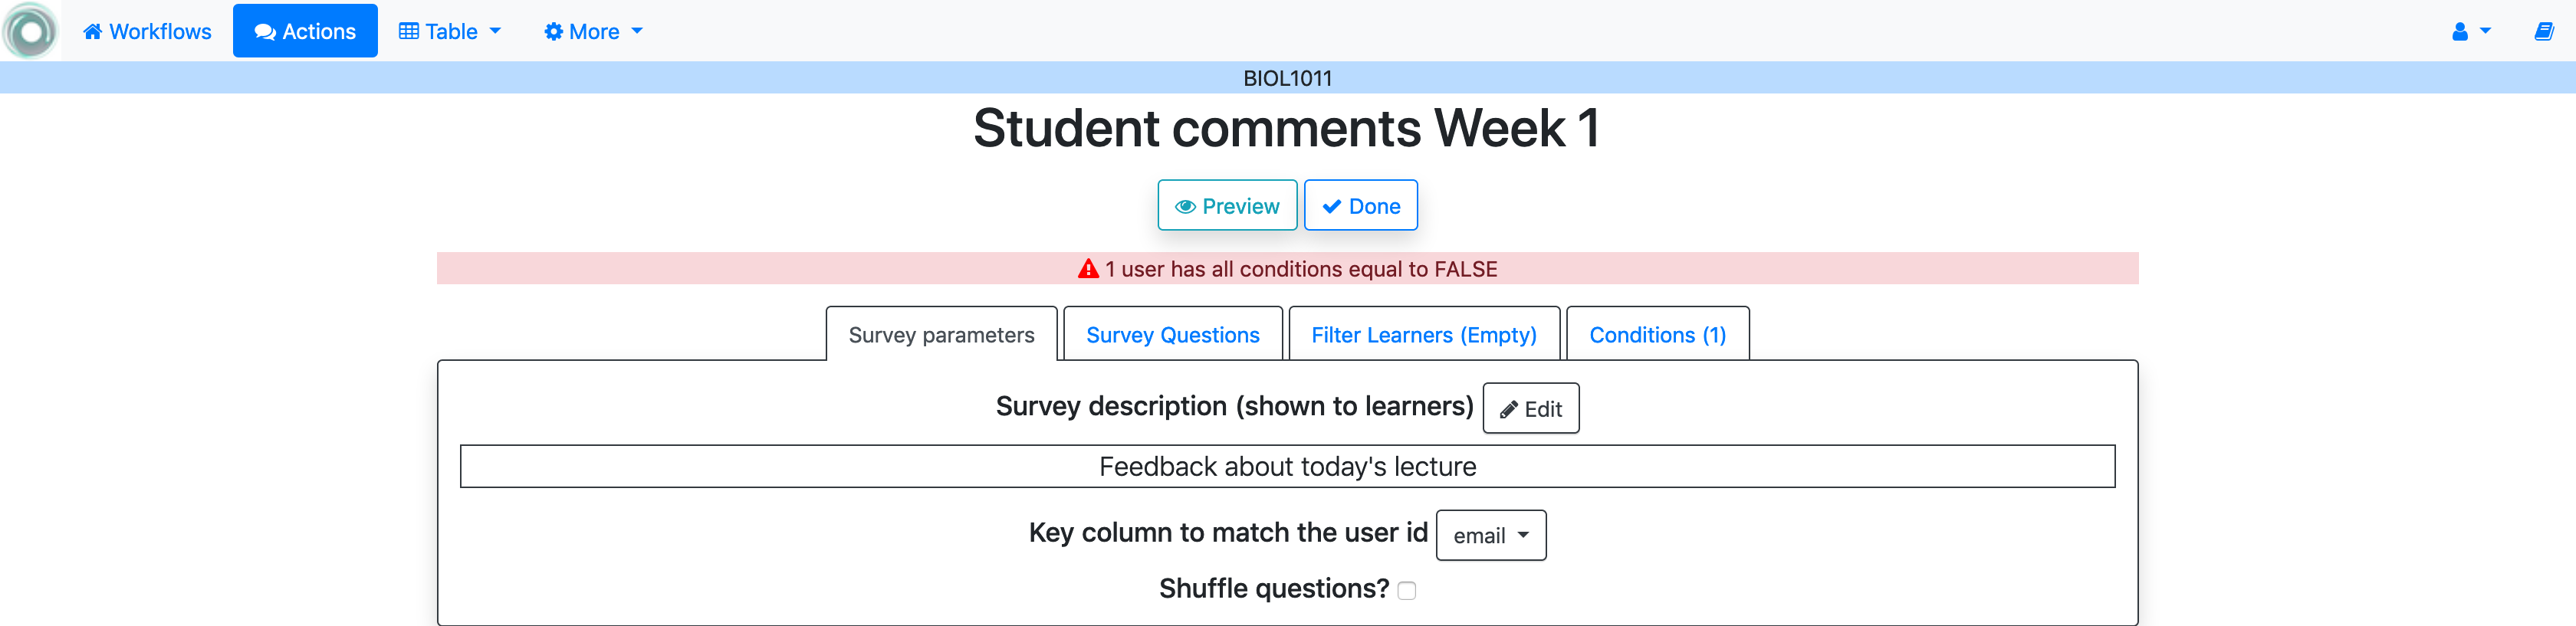 Workflows Actions Table More
BIOL1011
Student comments Week 1
Preview Done
1 user has all conditions equal to FALSE
Survey parameters Survey Questions Filter Learners (Empty) Conditions (1)
Survey description (shown to learners) Edit
Feedback about today's lecture
Key column to match the user id email
Shuffle questions?